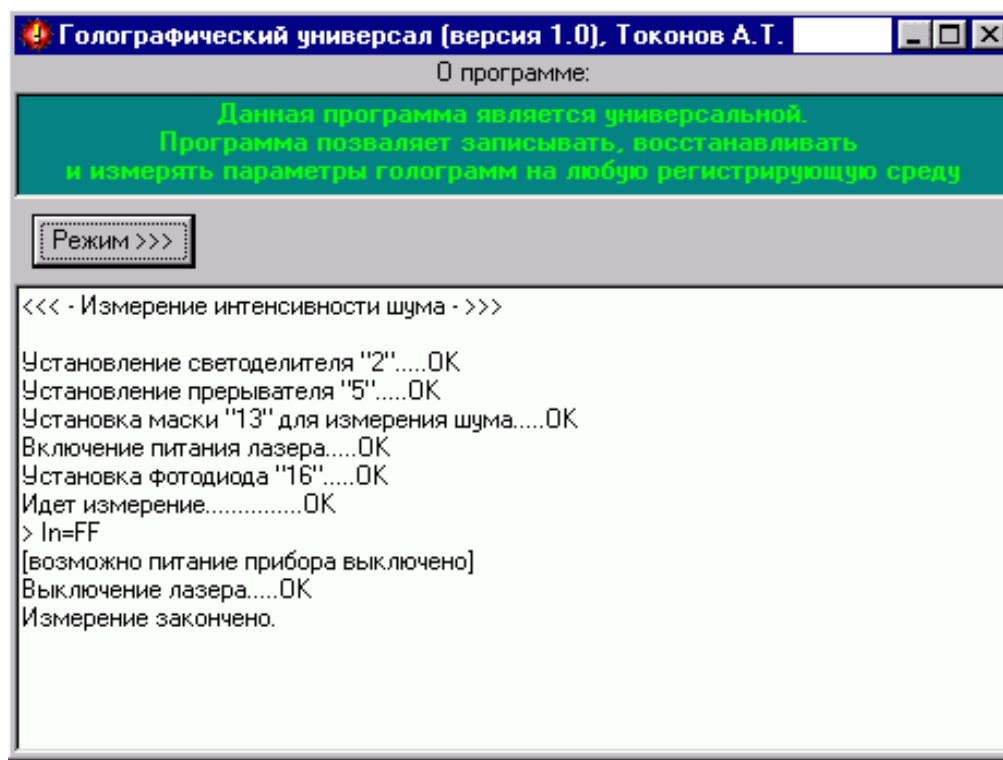 Голографический универсал (версия 1.0), Токонов А.Т.
О программе:
Данная программа является универсальной.
Программа позваляет записывать, восстанавливать
и измерять параметры голограмм на любую регистрирующую среду
Режим >>>
<<< - Измерение интенсивности шума - >>>
Установление светоделителя "2".....OK
Установление прерывателя "5".....OK
Установка маски "13" для измерения шума.....OK
Включение питания лазера.....OK
Установка фотодиода "16".....OK
Идет измерение...............OK
> In=FF
[возможно питание прибора выключено]
Выключение лазера.....OK
Измерение закончено.